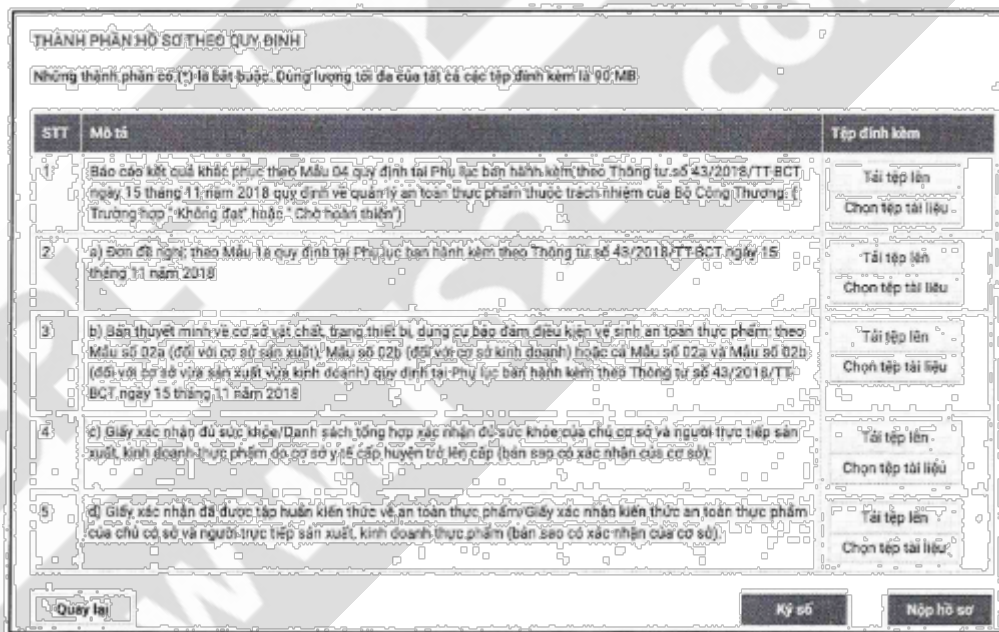 THÀNH PHẦN HỒ SƠ THEO QUY ĐỊNH
Những thành phần có (*) là bắt buộc. Dung lượng tối đa của tất cả các tệp đính kèm là 90 MB
STT Mô tả Tệp đính kèm
1 Báo cáo kết quả khắc phục theo Mẫu 04 quy định tại Phụ lục ban hành kèm theo Thông tư số 43/2018/TT-BCT
ngày 15 tháng 11 năm 2018 quy định về quản lý an toàn thực phẩm thuộc trách nhiệm của Bộ Công Thương. (
Trường hợp " Không đạt" hoặc " Chờ hoàn thiện")
Tải tệp lên
Chọn tệp tài liệu
2 a) Đơn đề nghị theo Mẫu 1a quy định tại Phụ lục ban hành kèm theo Thông tư số 43/2018/TT-BCT ngày 15
tháng 11 năm 2018
Tải tệp lên
Chọn tệp tài liệu
3 b) Bản thuyết minh về cơ sở vật chất, trang thiết bị, dụng cụ bảo đảm điều kiện vệ sinh an toàn thực phẩm theo
Mẫu số 02a (đối với cơ sở sản xuất), Mẫu số 02b (đối với cơ sở kinh doanh) hoặc cả Mẫu số 02a và Mẫu số 02b
(đối với cơ sở vừa sản xuất vừa kinh doanh) quy định tại Phụ lục ban hành kèm theo Thông tư số 43/2018/TT-
BCT ngày 15 tháng 11 năm 2018
Tải tệp lên
Chọn tệp tài liệu
4 c) Giấy xác nhận đủ sức khỏe/Danh sách tổng hợp xác nhận đủ sức khỏe của chủ cơ sở và người trực tiếp sản
xuất, kinh doanh thực phẩm do cơ sở y tế cấp huyện trở lên cấp (bản sao có xác nhận của cơ sở).
Tải tệp lên
Chọn tệp tài liệu
5 d) Giấy xác nhận đã được tập huấn kiến thức về an toàn thực phẩm/Giấy xác nhận kiến thức an toàn thực phẩm
của chủ cơ sở và người trực tiếp sản xuất, kinh doanh thực phẩm (bản sao có xác nhận của cơ sở).
Tải tệp lên
Chọn tệp tài liệu
Quay lại Ký số Nộp hồ sơ